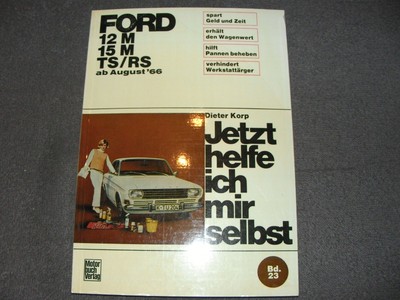 FORD
12 M
15 M
TS/RS
ab August '66
spart
Geld und Zeit
erhält
den Wagenwert
hilft
Pannen beheben
verhindert
Werkstattärger
Dieter Korp
Jetzt
helfe
ich
mir
selbst
Bd.
23
Motor
buch
Verlag